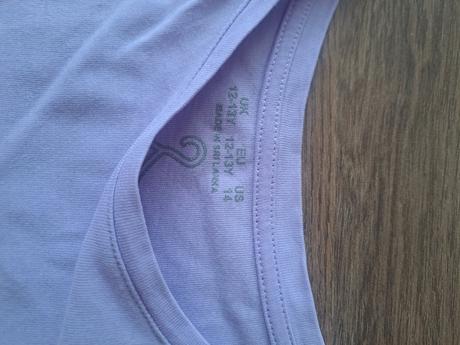 UK EU US
12-13Y 12-13Y 14
MADE IN SRI LANKA